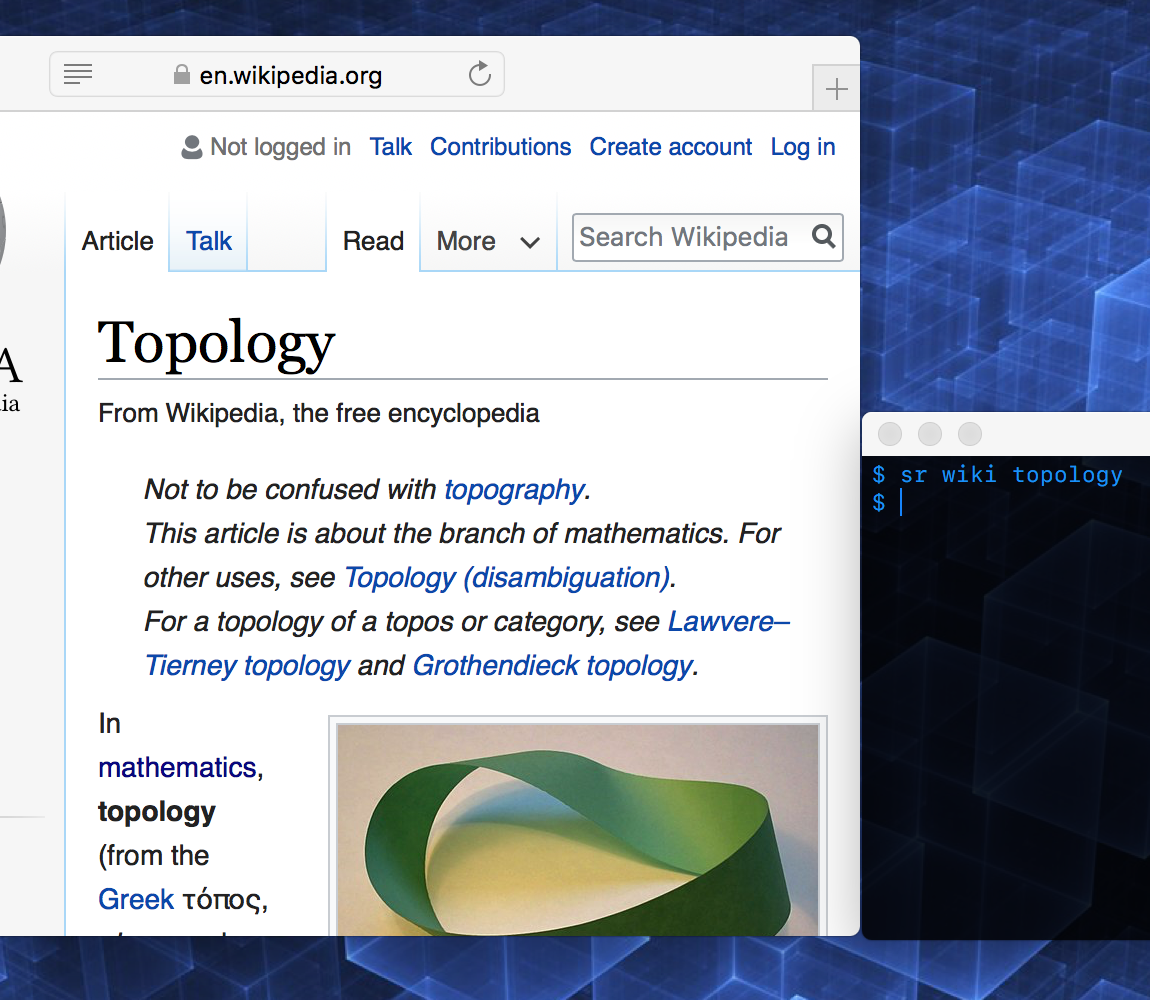 en.wikipedia.org
Not logged in Talk Contributions Create account Log in
Article Talk Read More Search Wikipedia
A
ia
Topology
From Wikipedia, the free encyclopedia
Not to be confused with topography.
This article is about the branch of mathematics. For
other uses, see Topology (disambiguation).
For a topology of a topos or category, see Lawvere–
Tierney topology and Grothendieck topology.
In
mathematics,
topology
(from the
Greek τόπος,
$ sr wiki topology
$